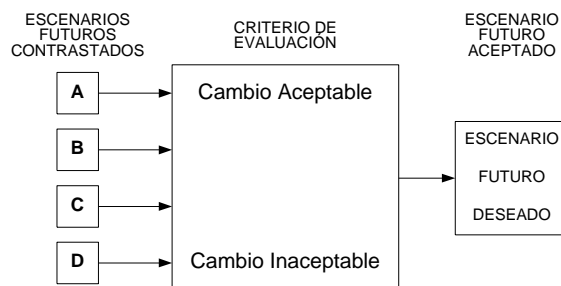 ESCENARIOS
FUTUROS
CONTRASTADOS
CRITERIO DE
EVALUACIÓN
ESCENARIO
FUTURO
ACEPTADO
A
B
C
D
Cambio Aceptable
Cambio Inaceptable
ESCENARIO
FUTURO
DESEADO